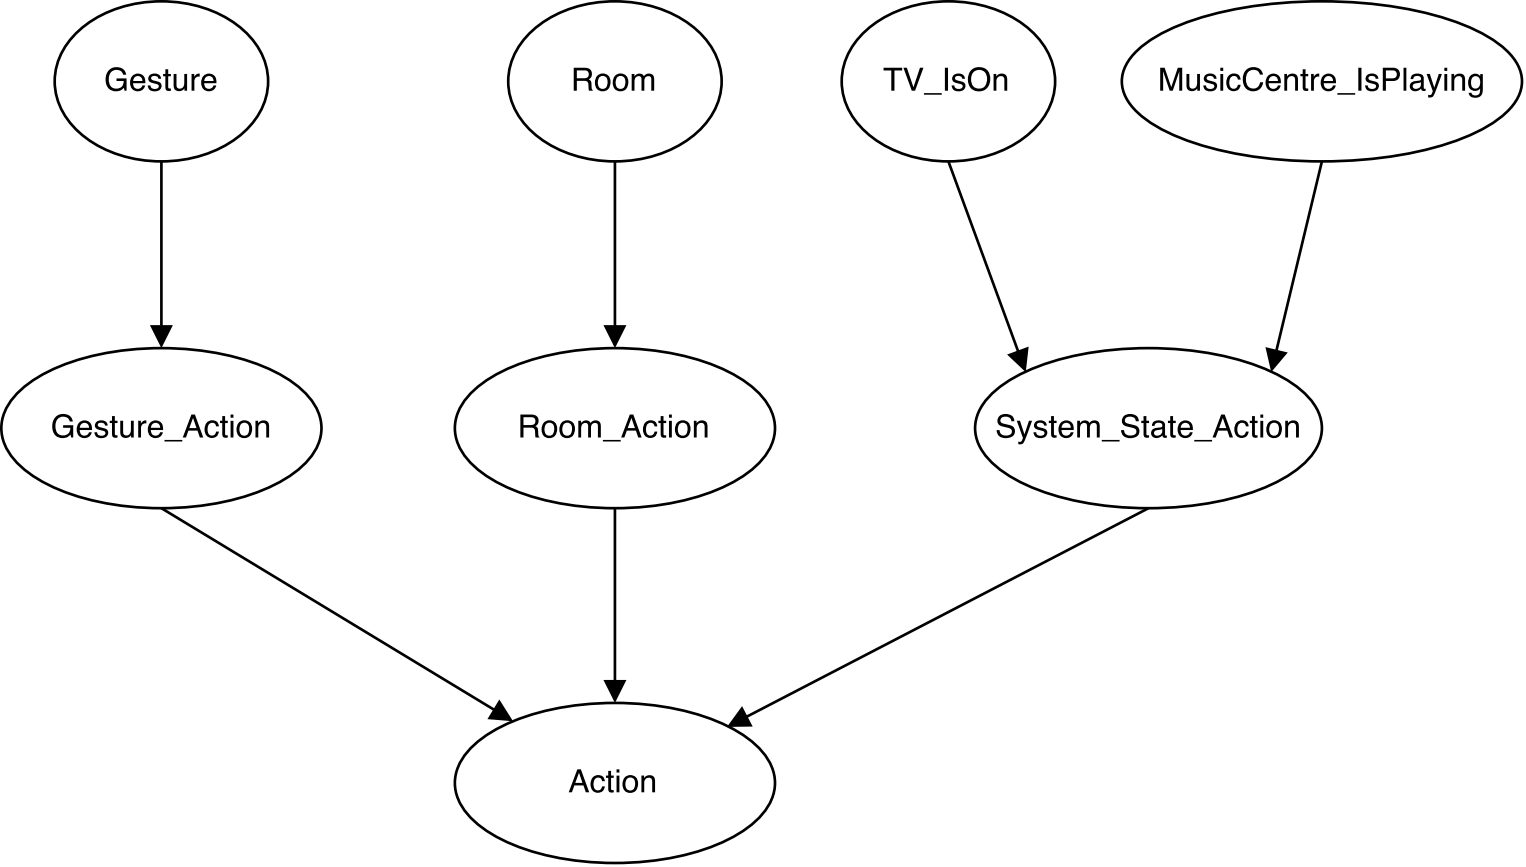 Gesture
Room
TV_IsOn
MusicCentre_IsPlaying
Gesture_Action
Room_Action
System_State_Action
Action